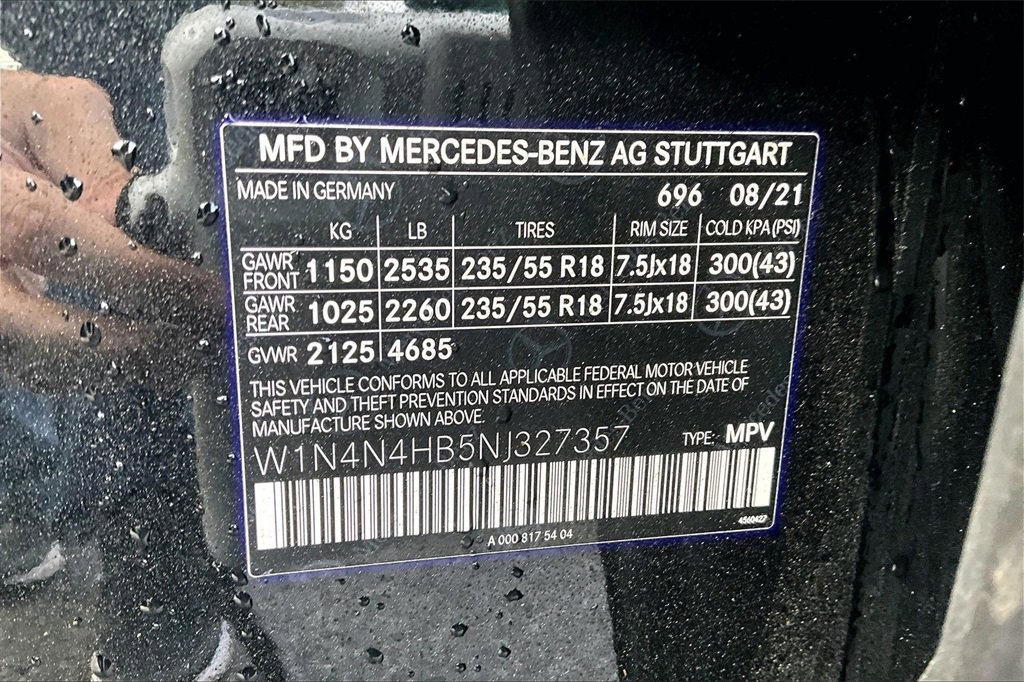 MFD BY MERCEDES-BENZ AG STUTTGART
MADE IN GERMANY 696 08/21
KG LB TIRES RIM SIZE COLD KPA(PSI)
GAWR FRONT 1150 2535 235/55 R18 7.5Jx18 300(43)
GAWR REAR 1025 2260 235/55 R18 7.5Jx18 300(43)
GVWR 2125 4685
THIS VEHICLE CONFORMS TO ALL APPLICABLE FEDERAL MOTOR VEHICLE
SAFETY AND THEFT PREVENTION STANDARDS IN EFFECT ON THE DATE OF
MANUFACTURE SHOWN ABOVE.
W1N4N4HB5NJ327357 TYPE: MPV
4560427
A 000 817 54 04